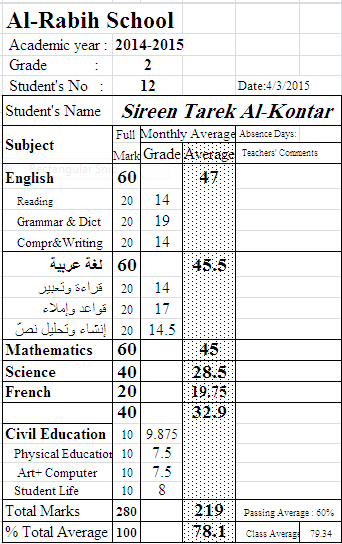 Al-Rabih School
Academic year : 2014-2015
Grade : 2
Student's No : 12 Date:4/3/2015
Student's Name Sireen Tarek Al-Kontar
Subject Full Mark Monthly Average Absence Days:
Grade Average Teachers' Comments
English 60 47
Reading 20 14
Grammar & Dict 20 19
Compr&Writing 20 14
لغة عربية 60 45.5
قراءة وتعبير 20 14
قواعد وإملاء 20 17
إنشاء وتحليل نصّ 20 14.5
Mathematics 60 45
Science 40 28.5
French 20 19.75
40 32.9
Civil Education 10 9.875
Physical Education 10 7.5
Art+ Computer 10 7.5
Student Life 10 8
Total Marks 280 219 Passing Average : 60%
% Total Average 100 78.1 Class Average 79.34